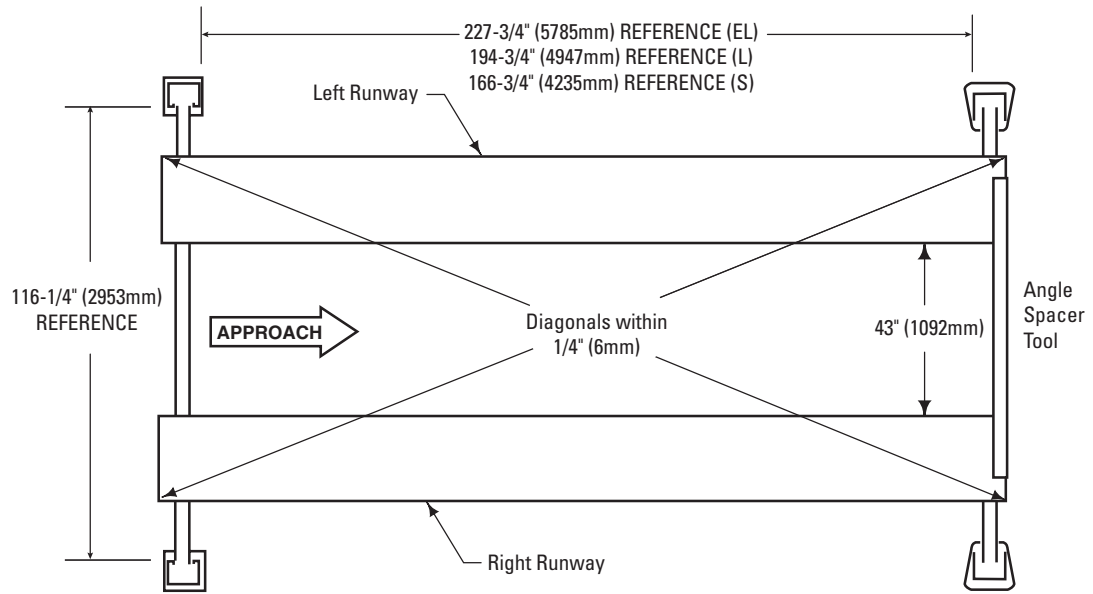 227-3/4" (5785mm) REFERENCE (EL)
194-3/4" (4947mm) REFERENCE (L)
166-3/4" (4235mm) REFERENCE (S)
Left Runway
116-1/4" (2953mm)
REFERENCE
APPROACH
Diagonals within
1/4" (6mm)
43" (1092mm)
Angle
Spacer
Tool
Right Runway